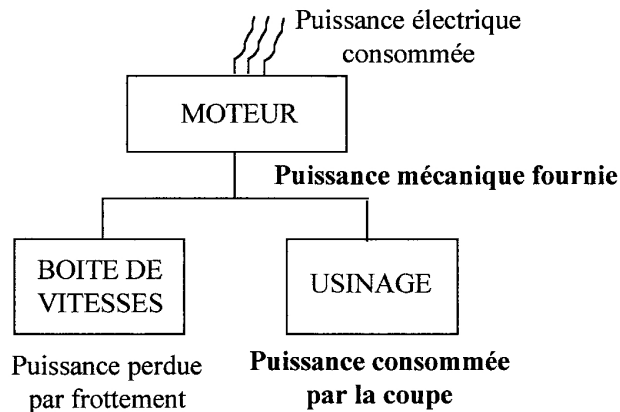 Puissance électrique
consommée
MOTEUR
Puissance mécanique fournie
BOITE DE
VITESSES
USINAGE
Puissance perdue
par frottement
Puissance consommée
par la coupe